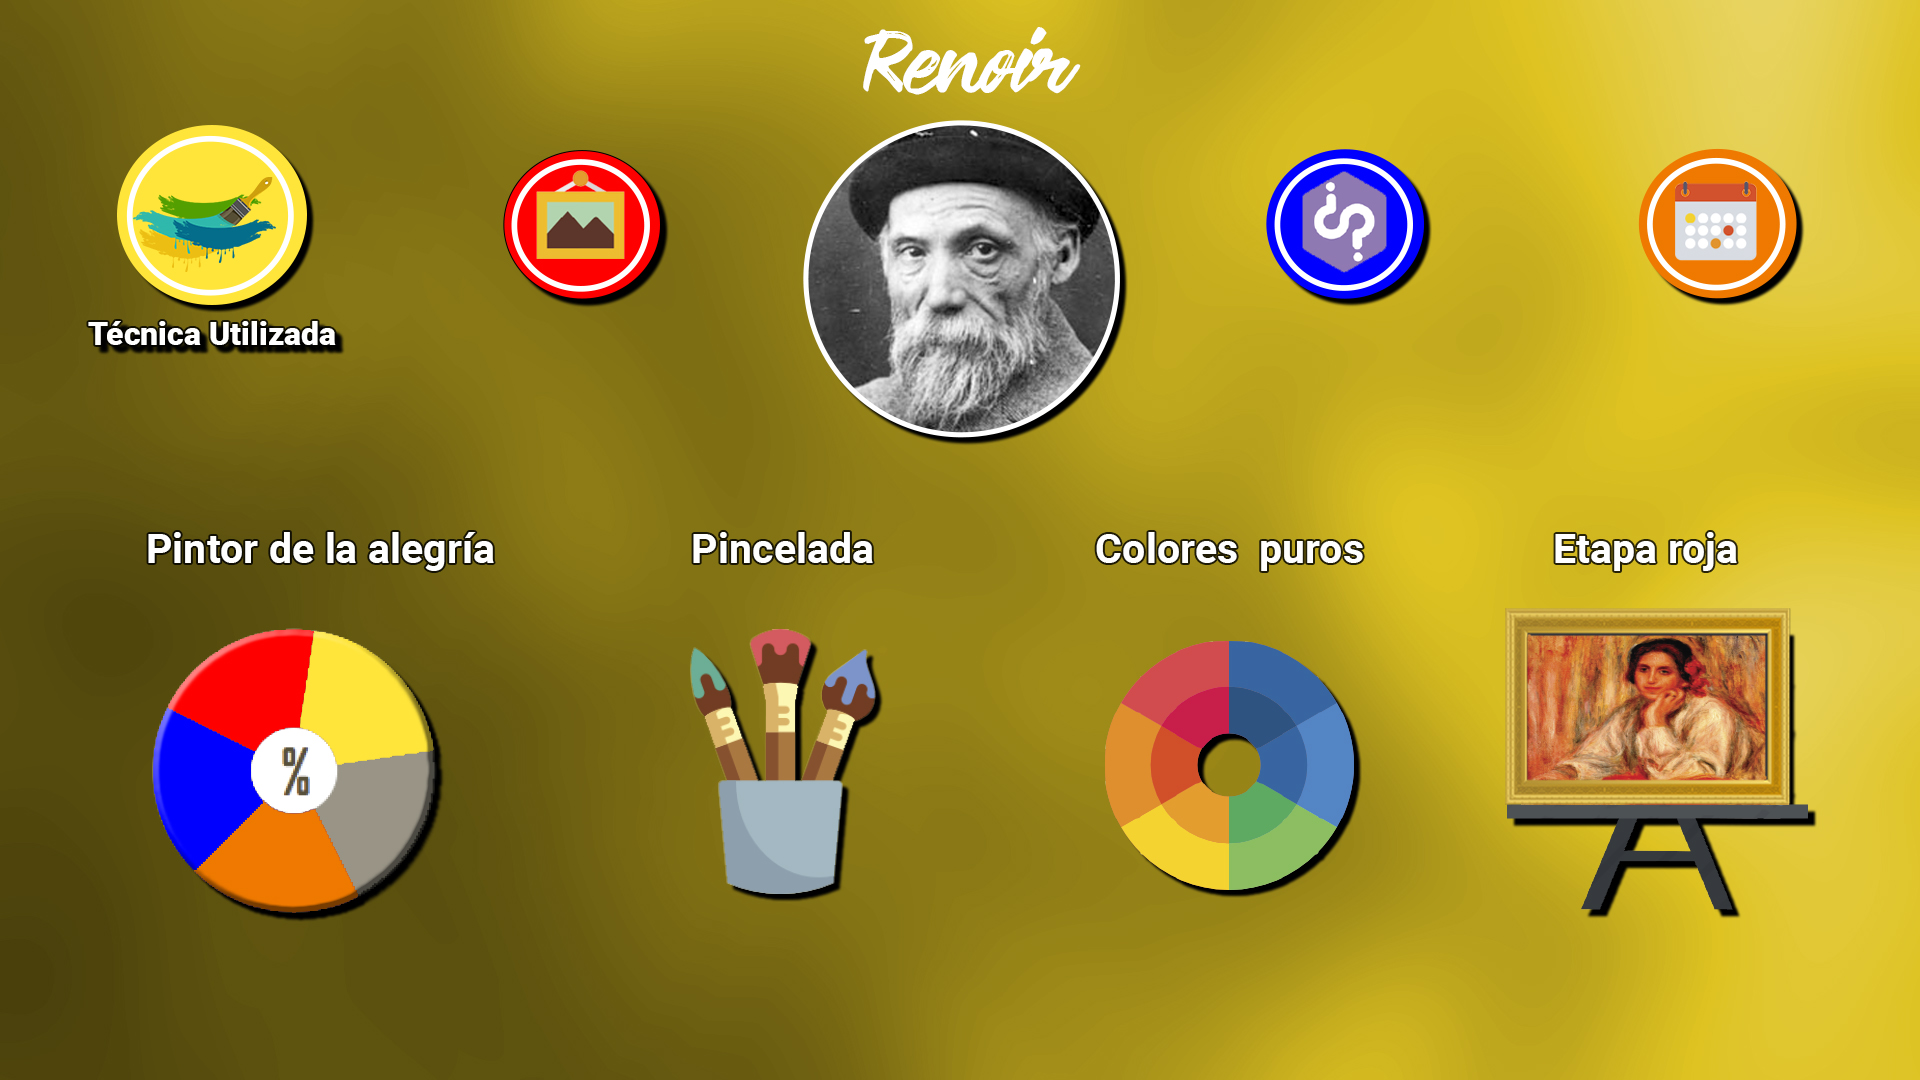 Renoir
Técnica Utilizada
¿?
Pintor de la alegría
Pincelada
Colores  puros
Etapa roja
%